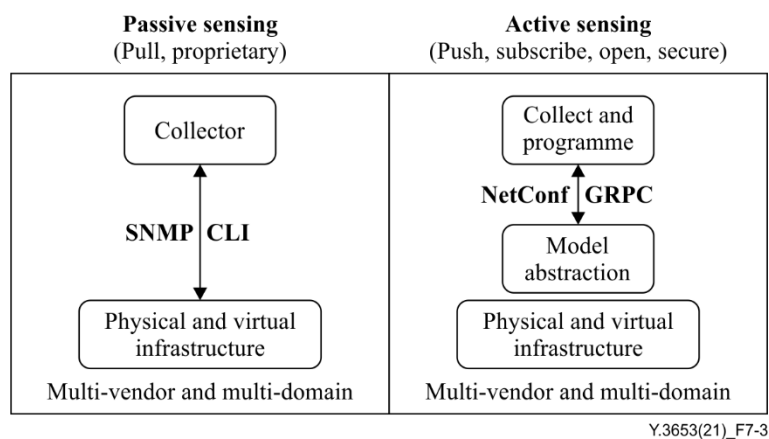 Passive sensing
(Pull, proprietary)
Collector
SNMP CLI
Physical and virtual
infrastructure
Multi-vendor and multi-domain
Active sensing
(Push, subscribe, open, secure)
Collect and
programme
NetConf GRPC
Model
abstraction
Physical and virtual
infrastructure
Multi-vendor and multi-domain
Y.3653(21)_F7-3